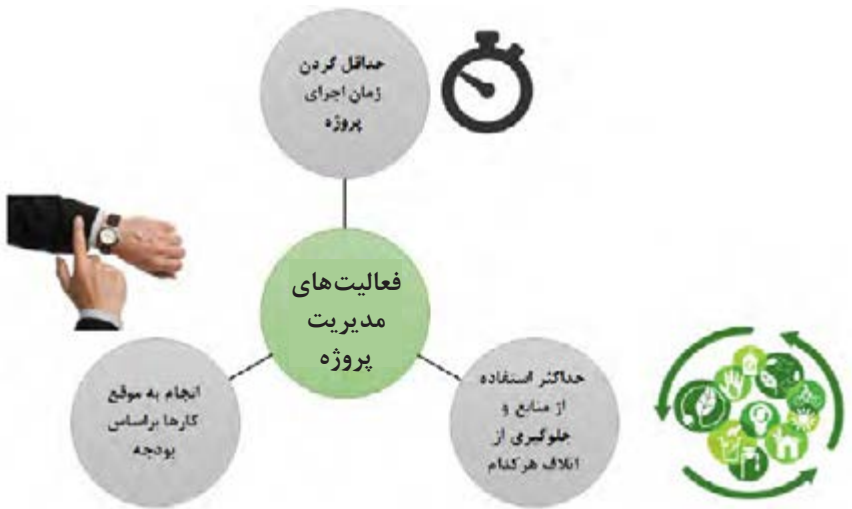 حداقل کردن
زمان اجرای
پروژه
فعالیت‌های
مدیریت
پروژه
انجام به موقع
کارها براساس
بودجه
حداکثر استفاده
از منابع و
جلوگیری از
اتلاف هرکدام